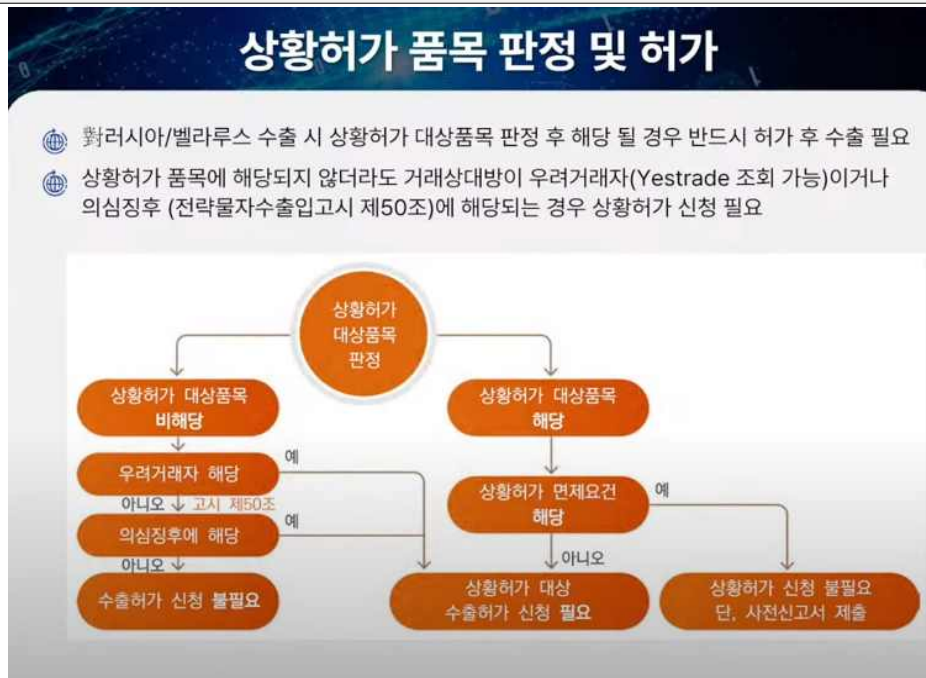 상황허가 품목 판정 및 허가
對러시아/벨라루스 수출 시 상황허가 대상품목 판정 후 해당 될 경우 반드시 허가 후 수출 필요
상황허가 품목에 해당되지 않더라도 거래상대방이 우려거래자(Yestrade 조회 가능)이거나
의심징후 (전략물자수출입고시 제50조)에 해당되는 경우 상황허가 신청 필요
상황허가
대상품목
판정
상황허가 대상품목
비해당
우려거래자 해당
예
아니오
고시 제50조
의심징후에 해당
예
아니오
수출허가 신청 불필요
상황허가 대상품목
해당
상황허가 면제요건
해당
예
아니오
상황허가 대상
수출허가 신청 필요
상황허가 신청 불필요
단, 사전신고서 제출